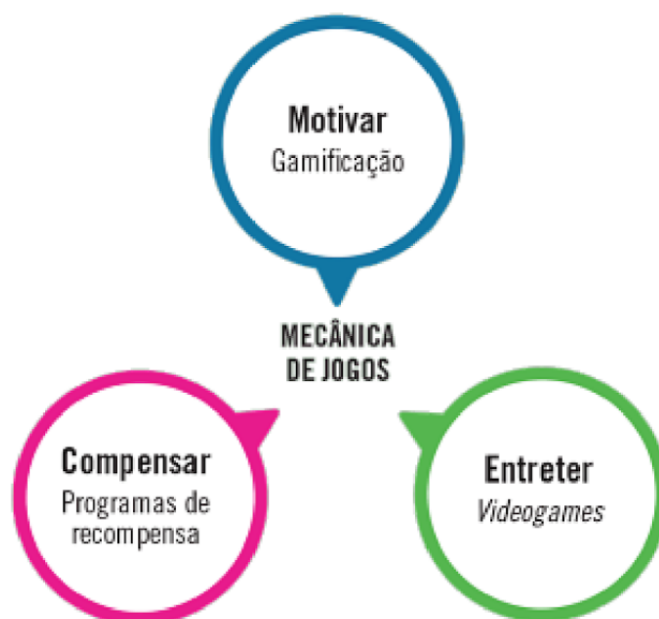 Motivar
Gamificação
MECÂNICA
DE JOGOS
Compensar
Programas de
recompensa
Entreter
Videogames